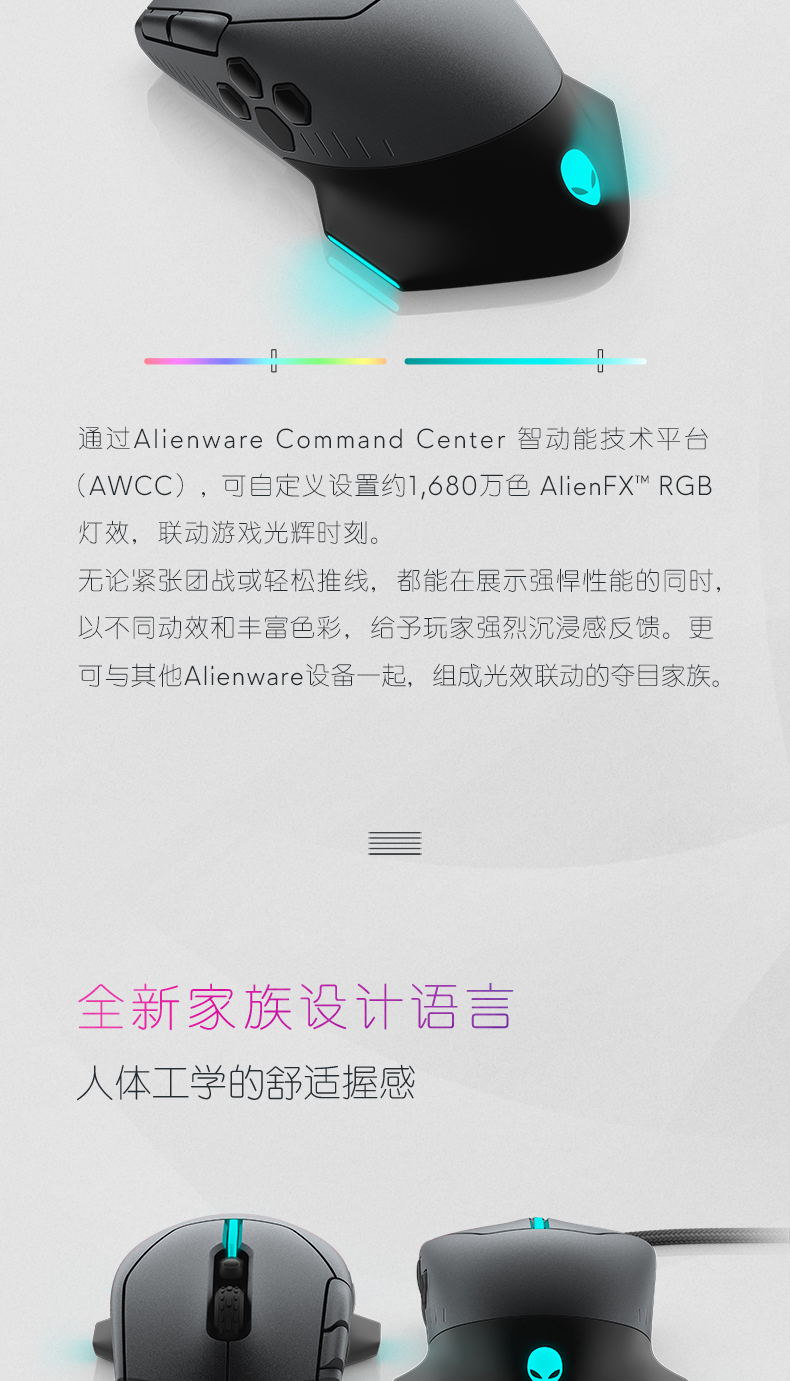 通过Alienware Command Center 智动能技术平台
（AWCC），可自定义设置约1,680万色 AlienFX™ RGB
灯效，联动游戏光辉时刻。
无论紧张团战或轻松推线，都能在展示强悍性能的同时，
以不同动效和丰富色彩，给予玩家强烈沉浸感反馈。更
可与其他Alienware设备一起，组成光效联动的夺目家族。
全新家族设计语言
人体工学的舒适握感